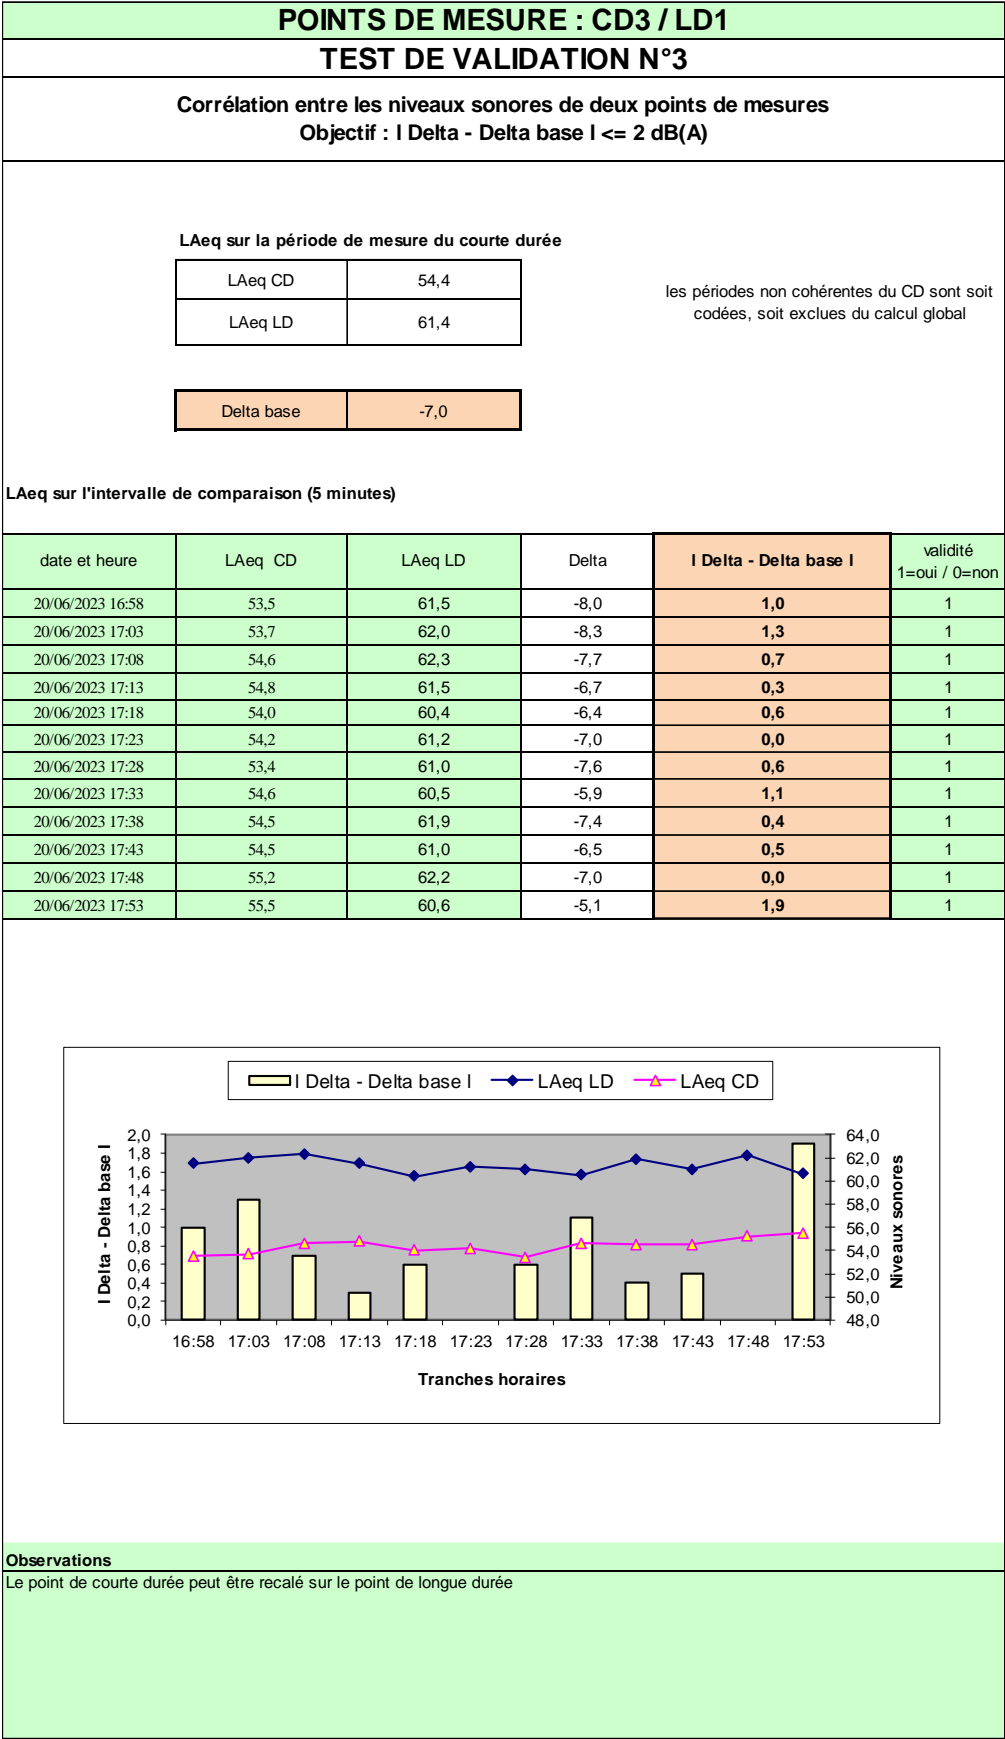 POINTS DE MESURE : CD3 / LD1
TEST DE VALIDATION N°3
Corrélation entre les niveaux sonores de deux points de mesures
Objectif : I Delta - Delta base I <= 2 dB(A)
LAeq sur la période de mesure du courte durée
LAeq CD 54,4
LAeq LD 61,4
les périodes non cohérentes du CD sont soit
codées, soit exclues du calcul global
Delta base -7,0
LAeq sur l'intervalle de comparaison (5 minutes)
date et heure LAeq CD LAeq LD Delta I Delta - Delta base I validité
1=oui / 0=non
20/06/2023 16:58 53,5 61,5 -8,0 1,0 1
20/06/2023 17:03 53,7 62,0 -8,3 1,3 1
20/06/2023 17:08 54,6 62,3 -7,7 0,7 1
20/06/2023 17:13 54,8 61,5 -6,7 0,3 1
20/06/2023 17:18 54,0 60,4 -6,4 0,6 1
20/06/2023 17:23 54,2 61,2 -7,0 0,0 1
20/06/2023 17:28 53,4 61,0 -7,6 0,6 1
20/06/2023 17:33 54,6 60,5 -5,9 1,1 1
20/06/2023 17:38 54,5 61,9 -7,4 0,4 1
20/06/2023 17:43 54,5 61,0 -6,5 0,5 1
20/06/2023 17:48 55,2 62,2 -7,0 0,0 1
20/06/2023 17:53 55,5 60,6 -5,1 1,9 1
I Delta - Delta base I LAeq LD LAeq CD
I Delta - Delta base I
2,0
1,8
1,6
1,4
1,2
1,0
0,8
0,6
0,4
0,2
0,0
64,0
62,0
60,0
58,0
56,0
54,0
52,0
50,0
48,0
Niveaux sonores
16:58 17:03 17:08 17:13 17:18 17:23 17:28 17:33 17:38 17:43 17:48 17:53
Tranches horaires
Observations
Le point de courte durée peut être recalé sur le point de longue durée